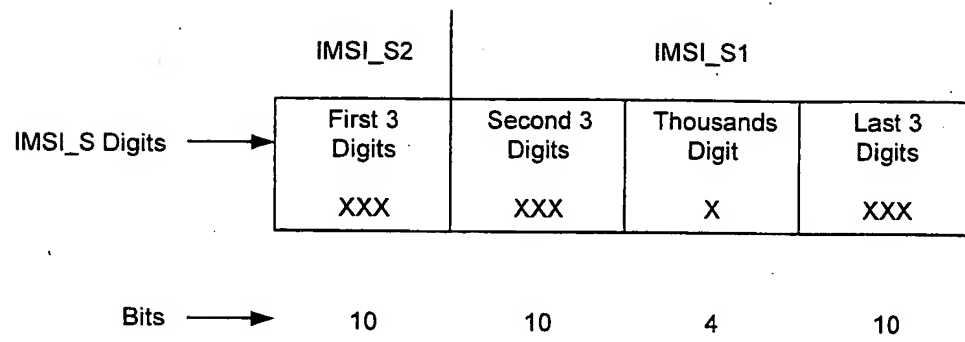 IMSI_S2 IMSI_S1
IMSI_S Digits
First 3 Digits
XXX
Second 3 Digits
XXX
Thousands Digit
X
Last 3 Digits
XXX
Bits 10 10 4 10